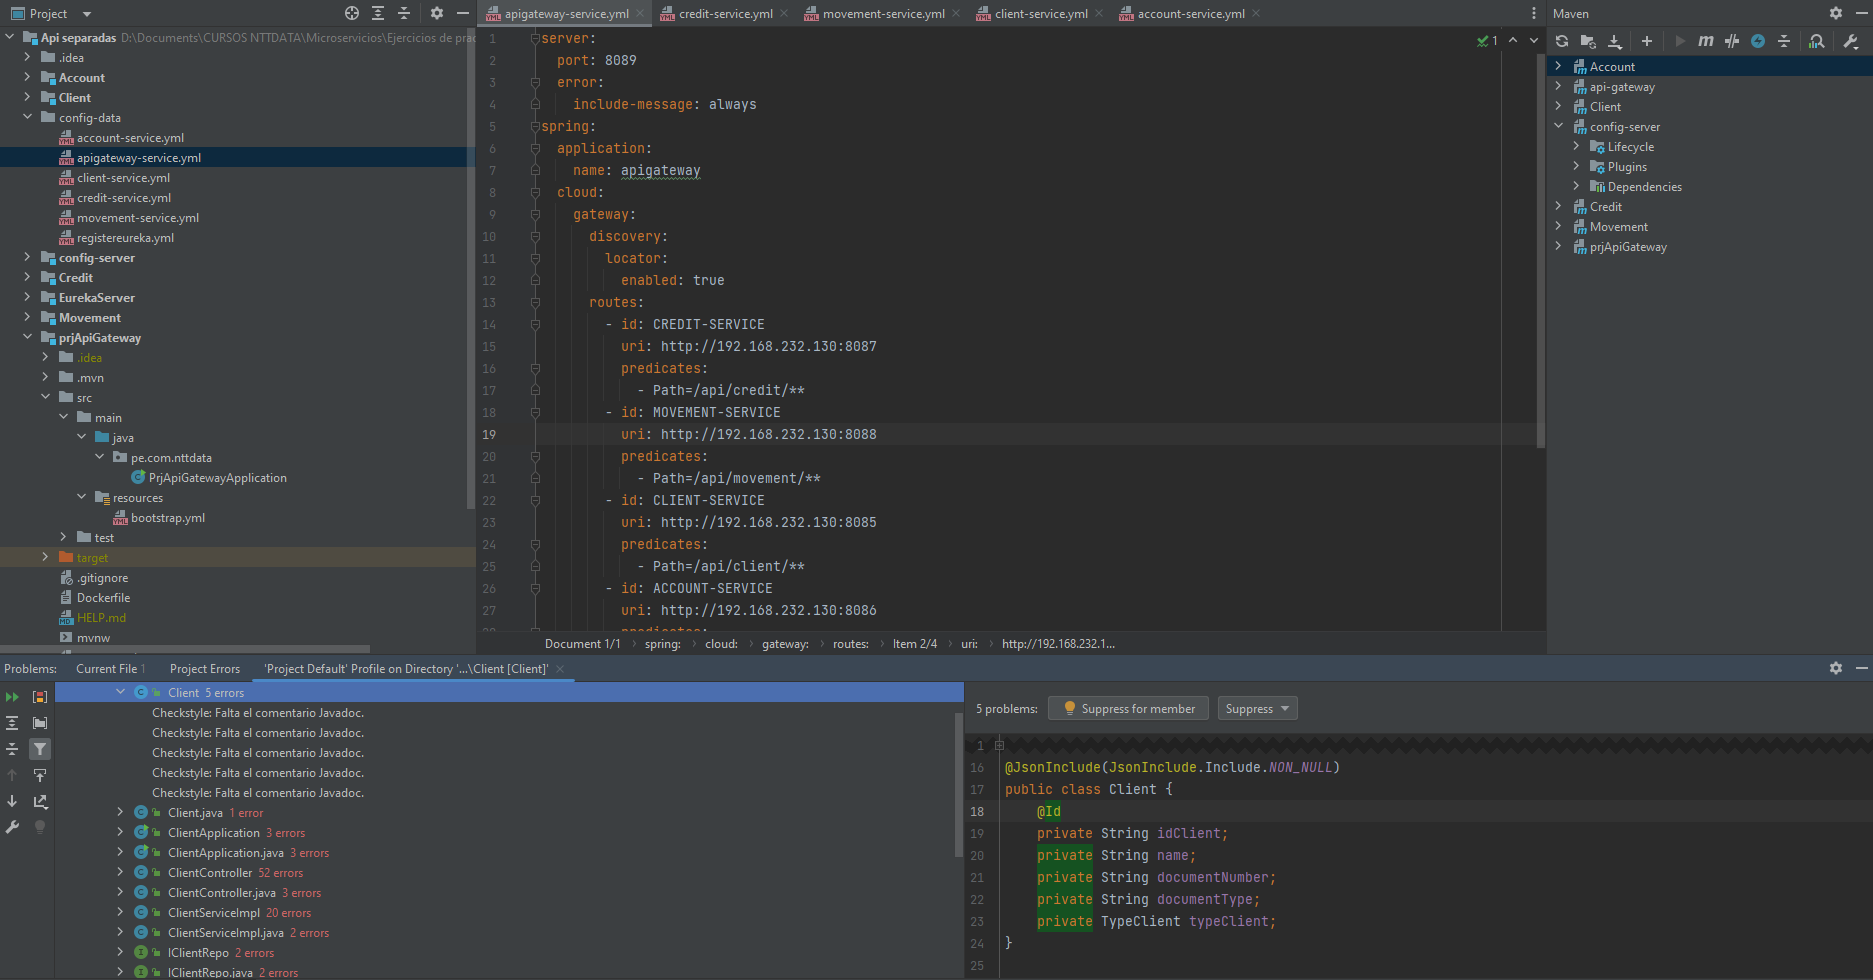 Project
apigateway-service.yml
credit-service.yml
movement-service.yml
client-service.yml
account-service.yml
Maven
Api separadas D:\Documents\CURSOS NTTDATA\Microservicios\Ejercicios de prac
.idea
Account
Client
config-data
account-service.yml
apigateway-service.yml
client-service.yml
credit-service.yml
movement-service.yml
registereureka.yml
config-server
Credit
EurekaServer
Movement
prjApiGateway
.idea
.mvn
src
main
java
pe.com.nttdata
PrjApiGatewayApplication
resources
bootstrap.yml
test
target
.gitignore
Dockerfile
HELP.md
mvnw
1 server:
2 port: 8089
3 error:
4 include-message: always
5 spring:
6 application:
7 name: apigateway
8 cloud:
9 gateway:
10 discovery:
11 locator:
12 enabled: true
13 routes:
14 - id: CREDIT-SERVICE
15 uri: http://192.168.232.130:8087
16 predicates:
17 - Path=/api/credit/**
18 - id: MOVEMENT-SERVICE
19 uri: http://192.168.232.130:8088
20 predicates:
21 - Path=/api/movement/**
22 - id: CLIENT-SERVICE
23 uri: http://192.168.232.130:8085
24 predicates:
25 - Path=/api/client/**
26 - id: ACCOUNT-SERVICE
27 uri: http://192.168.232.130:8086
1
Document 1/1 spring: cloud: gateway: routes: Item 2/4 uri: http://192.168.232.1...
Account
api-gateway
Client
config-server
Lifecycle
Plugins
Dependencies
Credit
Movement
prjApiGateway
Problems: Current File 1 Project Errors 'Project Default' Profile on Directory '...\Client [Client]'
Client 5 errors
Checkstyle: Falta el comentario Javadoc.
Checkstyle: Falta el comentario Javadoc.
Checkstyle: Falta el comentario Javadoc.
Checkstyle: Falta el comentario Javadoc.
Checkstyle: Falta el comentario Javadoc.
Client.java 1 error
ClientApplication 3 errors
ClientApplication.java 3 errors
ClientController 52 errors
ClientController.java 3 errors
ClientServiceImpl 20 errors
ClientServiceImpl.java 2 errors
IClientRepo 2 errors
IClientRepo.java 2 errors
5 problems: Suppress for member Suppress
1
16 @JsonInclude(JsonInclude.Include.NON_NULL)
17 public class Client {
18 @Id
19 private String idClient;
20 private String name;
21 private String documentNumber;
22 private String documentType;
23 private TypeClient typeClient;
24 }
25